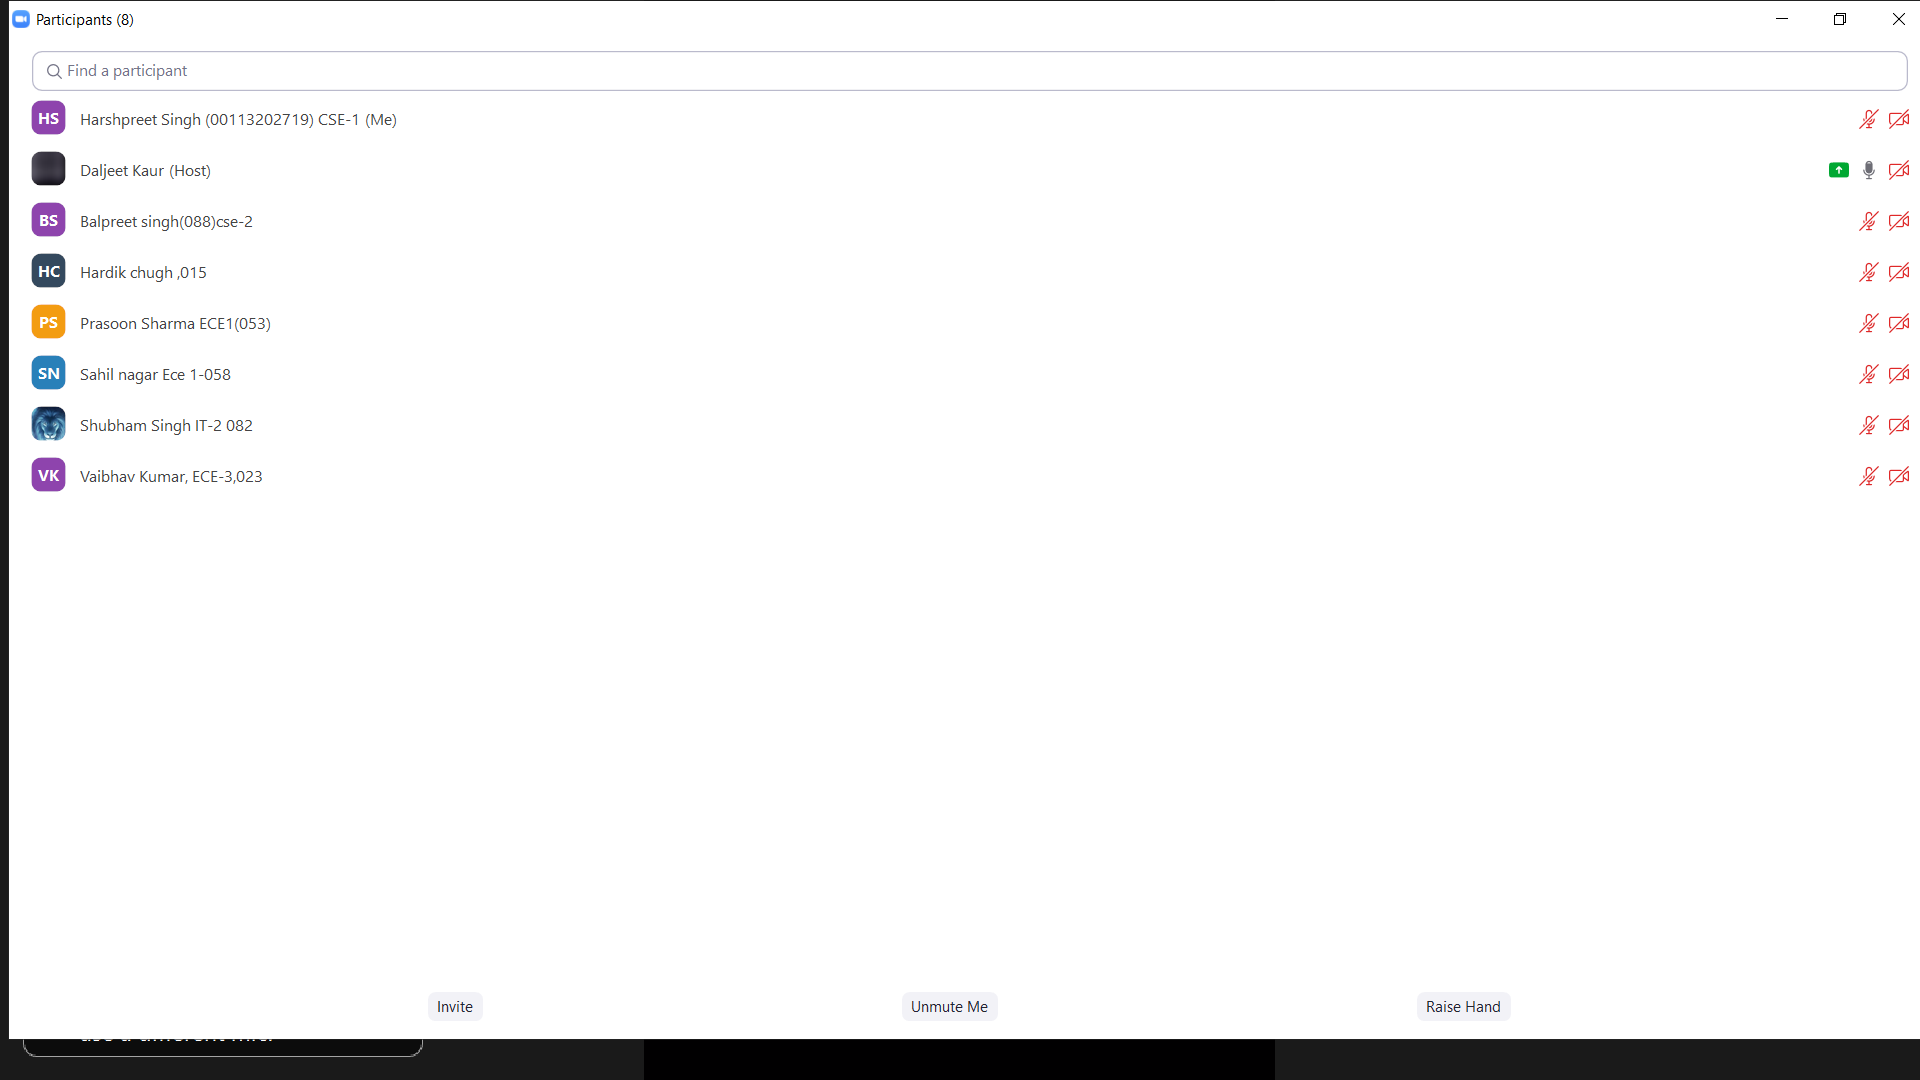 Participants (8)
Find a participant
HS Harshpreet Singh (00113202719) CSE-1 (Me)
Daljeet Kaur (Host)
BS Balpreet singh(088)cse-2
HC Hardik chugh ,015
PS Prasoon Sharma ECE1(053)
SN Sahil nagar Ece 1-058
Shubham Singh IT-2 082
VK Vaibhav Kumar, ECE-3,023
Invite Unmute Me Raise Hand